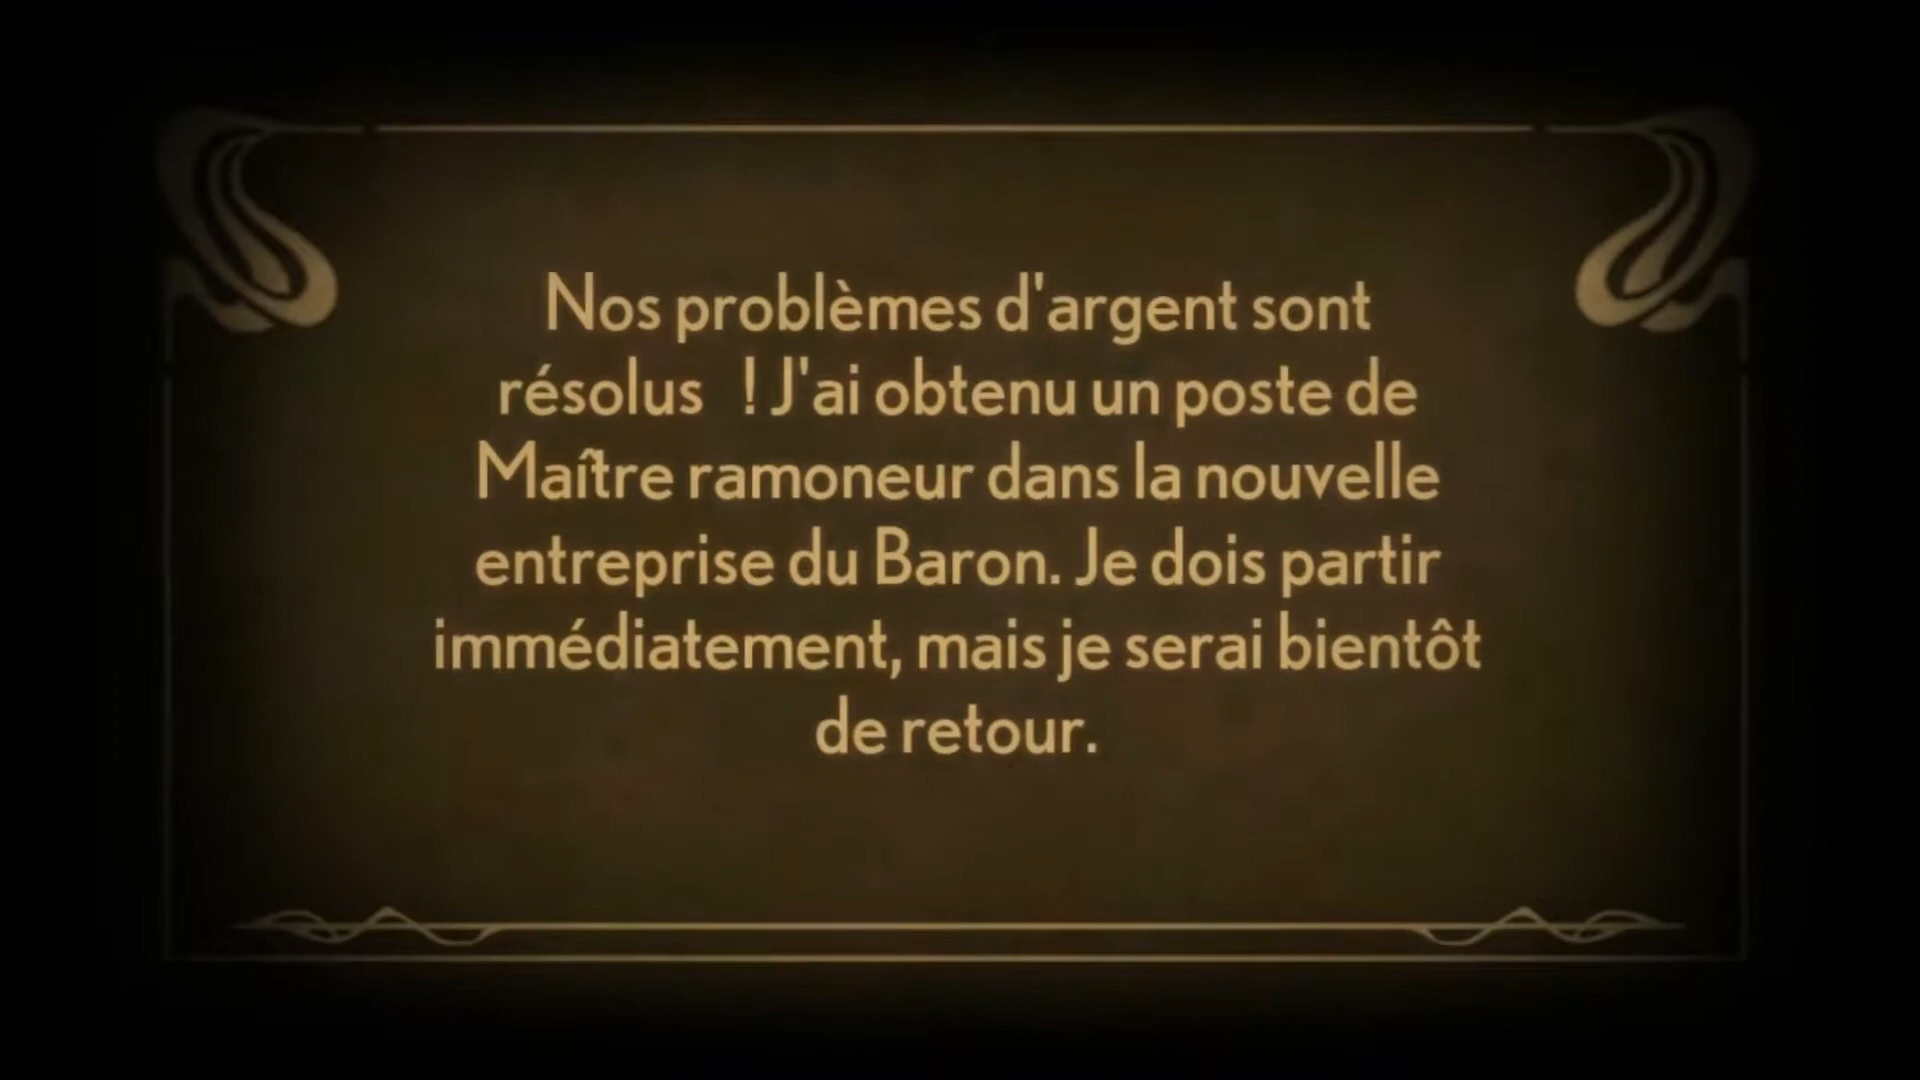 Nos problèmes d'argent sont
résolus  ! J'ai obtenu un poste de
Maître ramoneur dans la nouvelle
entreprise du Baron. Je dois partir
immédiatement, mais je serai bientôt
de retour.